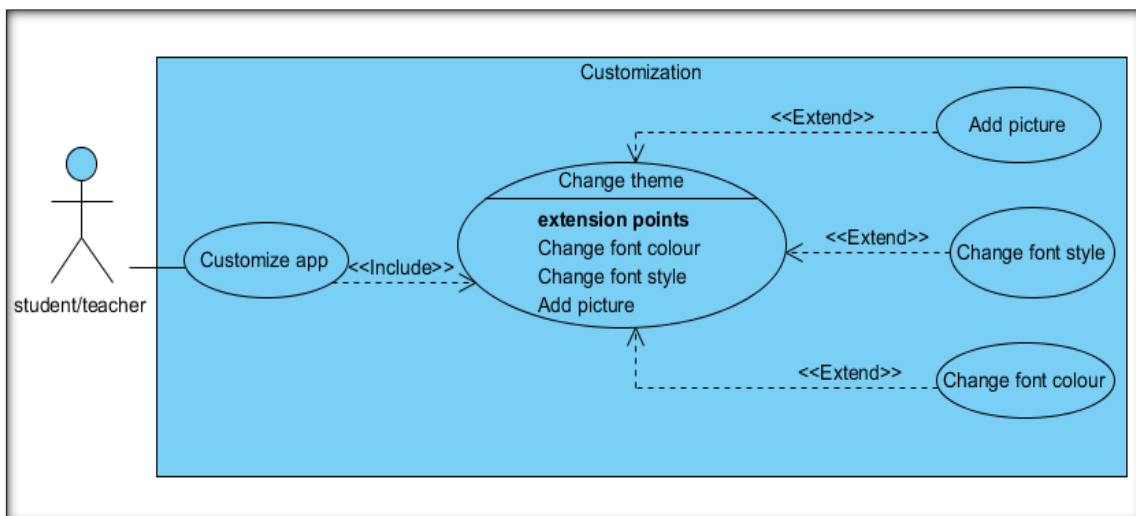 Customization
<<Extend>>
Add picture
Change theme
extension points
Change font colour
Change font style
Add picture
<<Extend>>
Change font style
Customize app
<<Include>>
student/teacher
<<Extend>>
Change font colour